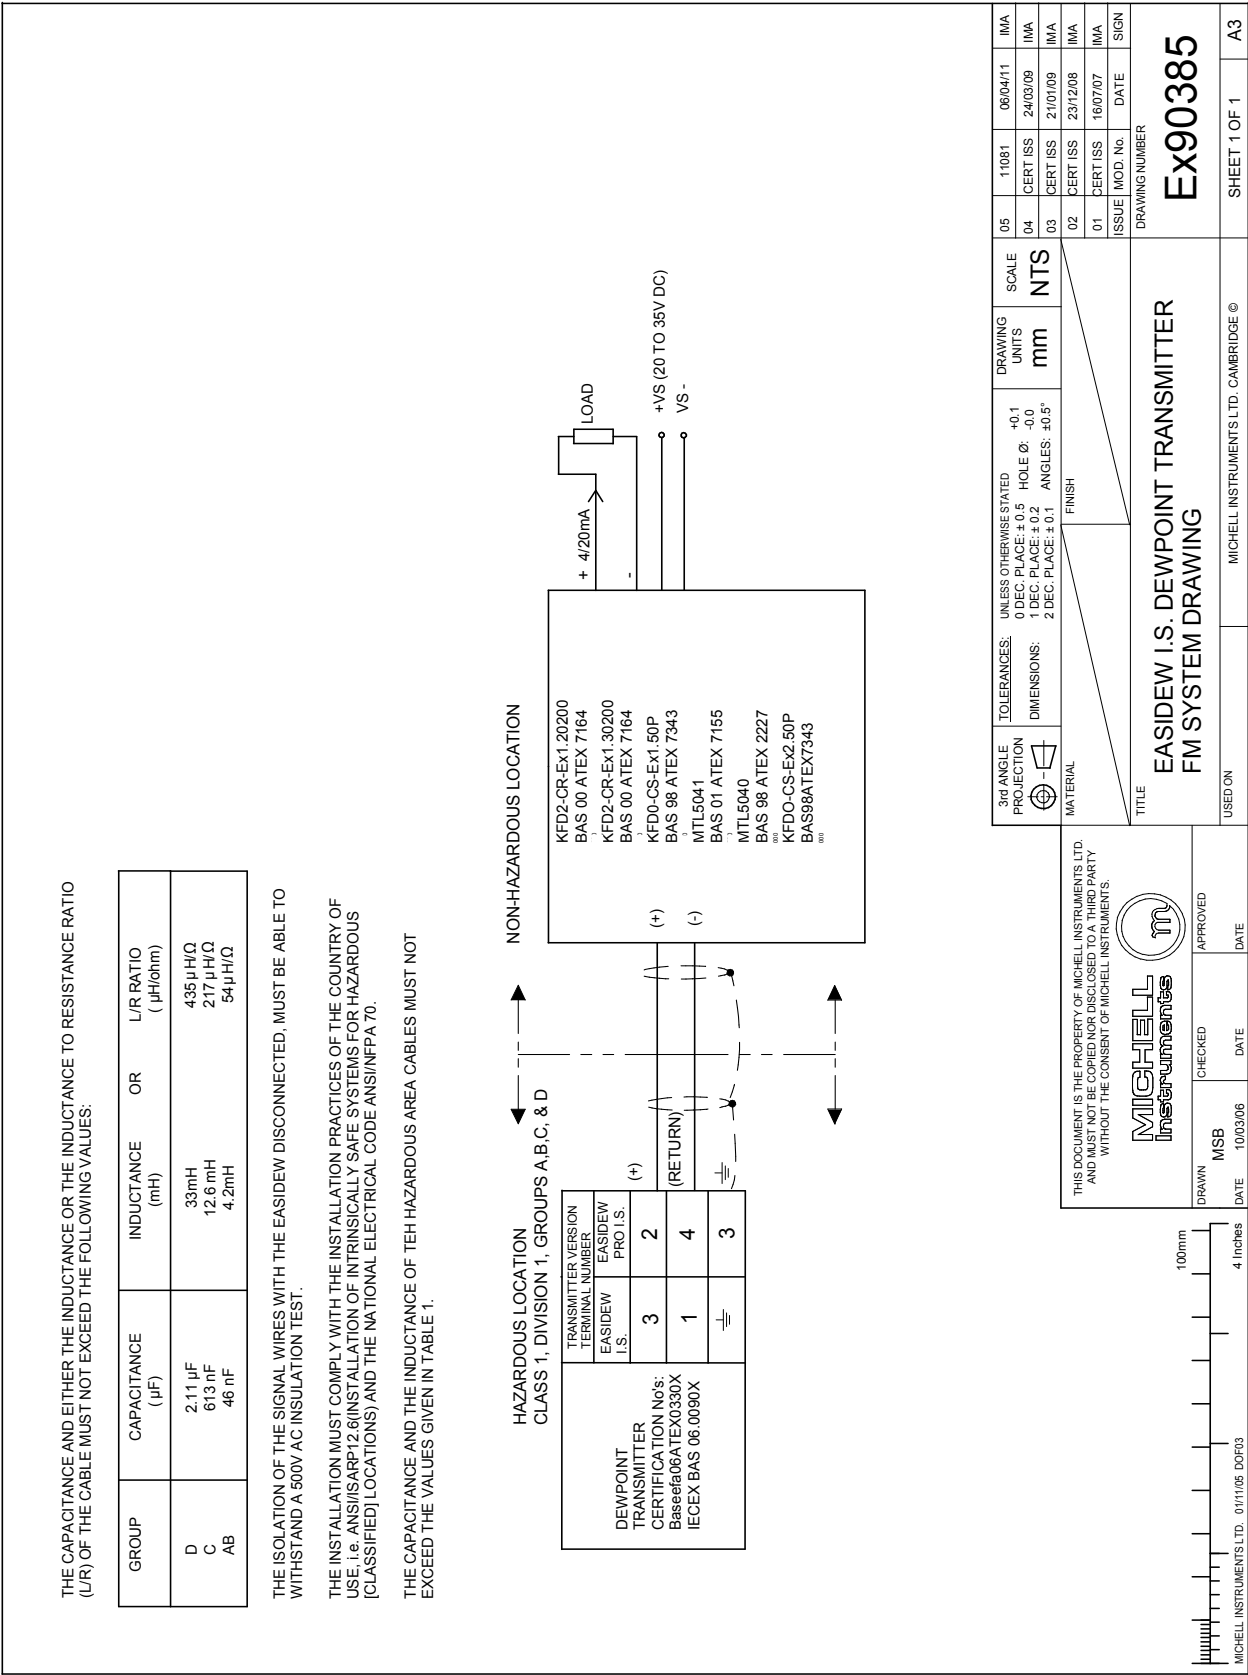 THE CAPACITANCE AND EITHER THE INDUCTANCE OR THE INDUCTANCE TO RESISTANCE RATIO
(L/R) OF THE CABLE MUST NOT EXCEED THE FOLLOWING VALUES:
GROUP CAPACITANCE INDUCTANCE OR L/R RATIO
(µF) (mH) ( µH/ohm)
D 2.11 µF 33mH 435µH/Ω
C 613 nF 12.6 mH 217µH/Ω
AB 46 nF 4.2mH 54µH/Ω
THE ISOLATION OF THE SIGNAL WIRES WITH THE EASIDEW DISCONNECTED, MUST BE ABLE TO
WITHSTAND A 500V AC INSULATION TEST.
THE INSTALLATION MUST COMPLY WITH THE INSTALLATION PRACTICES OF THE COUNTRY OF
USE, i.e. ANSI/ISARP12.6(INSTALLATION OF INTRINSICALLY SAFE SYSTEMS FOR HAZARDOUS
[CLASSIFIED] LOCATIONS) AND THE NATIONAL ELECTRICAL CODE ANSI/NFPA 70.
THE CAPACITANCE AND THE INDUCTANCE OF TEH HAZARDOUS AREA CABLES MUST NOT
EXCEED THE VALUES GIVEN IN TABLE 1.
HAZARDOUS LOCATION
CLASS 1, DIVISION 1, GROUPS A,B,C, & D
NON-HAZARDOUS LOCATION
DEWPOINT
TRANSMITTER
CERTIFICATION No's:
Baseefa06ATEX0330X
IECEX BAS 06.0090X
TRANSMITTER VERSION
TERMINAL NUMBER
EASIDEW
I.S.
EASIDEW
PRO I.S.
3 2
1 4
3
(+)
(RETURN)
(+)
(-)
KFD2-CR-Ex1.20200
BAS 00 ATEX 7164
KFD2-CR-Ex1.30200
BAS 00 ATEX 7164
KFD0-CS-Ex1.50P
BAS 98 ATEX 7343
MTL5041
BAS 01 ATEX 7155
MTL5040
BAS 98 ATEX 2227
KFDO-CS-Ex2.50P
BAS98ATEX7343
+ 4/20mA
-
LOAD
+VS (20 TO 35V DC)
VS -
100mm
4 Inches
MICHELL INSTRUMENTS LTD. 01/11/05 DOF03
THIS DOCUMENT IS THE PROPERTY OF MICHELL INSTRUMENTS LTD.
AND MUST NOT BE COPIED NOR DISCLOSED TO A THIRD PARTY
WITHOUT THE CONSENT OF MICHELL INSTRUMENTS.
MICHELL
Instruments
m
DRAWN
MSB
CHECKED
APPROVED
DATE 10/03/06
DATE
DATE
3rd ANGLE
PROJECTION
TOLERANCES:
DIMENSIONS:
UNLESS OTHERWISE STATED
0 DEC. PLACE: ± 0.5
1 DEC. PLACE: ± 0.2
2 DEC. PLACE: ± 0.1
HOLE Ø: +0.1
-0.0
ANGLES: ±0.5°
DRAWING
UNITS
mm
SCALE
NTS
MATERIAL
FINISH
TITLE
EASIDEW I.S. DEWPOINT TRANSMITTER
FM SYSTEM DRAWING
USED ON
MICHELL INSTRUMENTS LTD. CAMBRIDGE ©
05 11081 06/04/11 IMA
04 CERT ISS 24/03/09 IMA
03 CERT ISS 21/01/09 IMA
02 CERT ISS 23/12/08 IMA
01 CERT ISS 16/07/07 IMA
ISSUE MOD. No. DATE SIGN
DRAWING NUMBER
Ex90385
SHEET 1 OF 1
A3